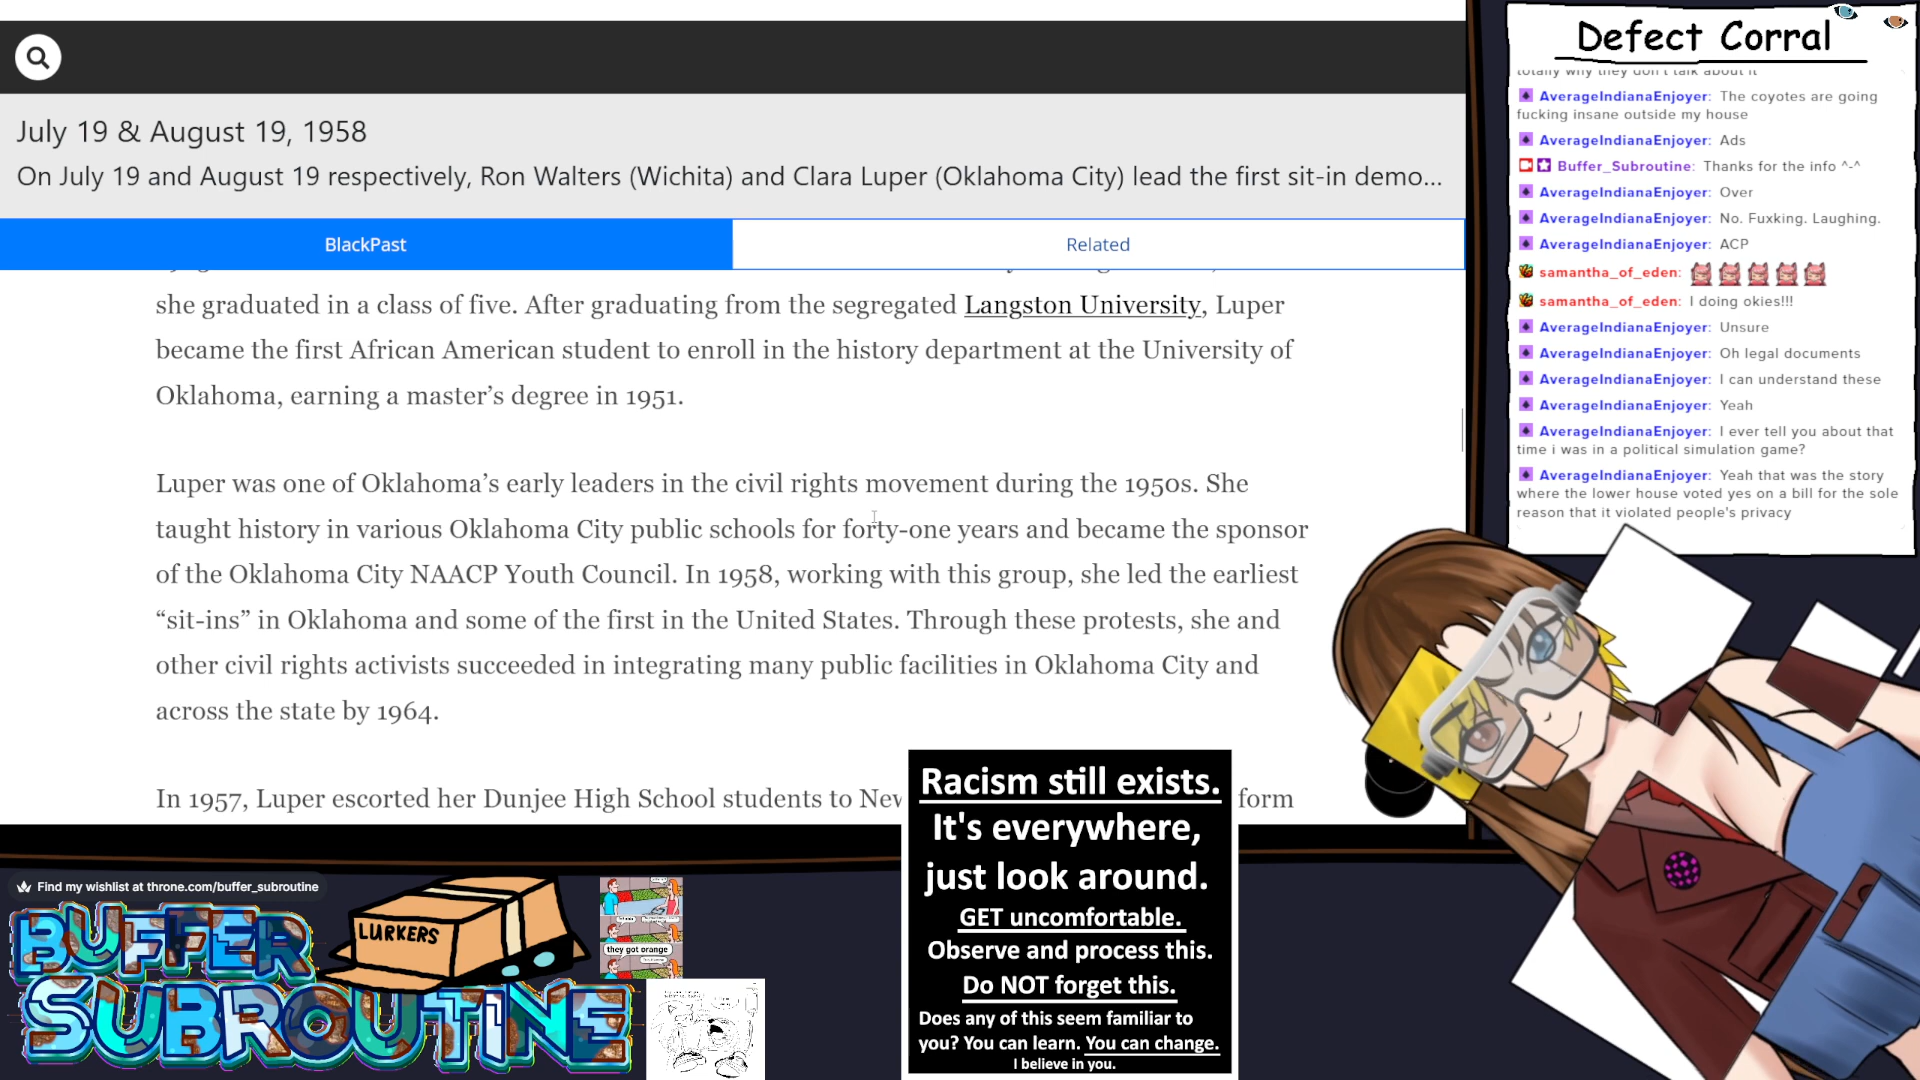 July 19 & August 19, 1958
On July 19 and August 19 respectively, Ron Walters (Wichita) and Clara Luper (Oklahoma City) lead the first sit-in demo...
BlackPast
Related
she graduated in a class of five. After graduating from the segregated Langston University, Luper
became the first African American student to enroll in the history department at the University of
Oklahoma, earning a master's degree in 1951.
Luper was one of Oklahoma's early leaders in the civil rights movement during the 1950s. She
taught history in various Oklahoma City public schools for forty-one years and became the sponsor
of the Oklahoma City NAACP Youth Council. In 1958, working with this group, she led the earliest
“sit-ins” in Oklahoma and some of the first in the United States. Through these protests, she and
other civil rights activists succeeded in integrating many public facilities in Oklahoma City and
across the state by 1964.
In 1957, Luper escorted her Dunjee High School students to New
form
Defect Corral
totally why they don't talk about it
AverageIndianaEnjoyer: The coyotes are going
fucking insane outside my house
AverageIndianaEnjoyer: Ads
Buffer_Subroutine: Thanks for the info ^-^
AverageIndianaEnjoyer: Over
AverageIndianaEnjoyer: No. Fuxking. Laughing.
AverageIndianaEnjoyer: ACP
samantha_of_eden:
samantha_of_eden: I doing okies!!!
AverageIndianaEnjoyer: Unsure
AverageIndianaEnjoyer: Oh legal documents
AverageIndianaEnjoyer: I can understand these
AverageIndianaEnjoyer: Yeah
AverageIndianaEnjoyer: I ever tell you about that
time i was in a political simulation game?
AverageIndianaEnjoyer: Yeah that was the story
where the lower house voted yes on a bill for the sole
reason that it violated people's privacy
Racism still exists.
It's everywhere,
just look around.
GET uncomfortable.
Observe and process this.
Do NOT forget this.
Does any of this seem familiar to
you? You can learn. You can change.
I believe in you.
Find my wishlist at throne.com/buffer_subroutine
BUFFER
SUBROUTINE
LURKERS
they got orange